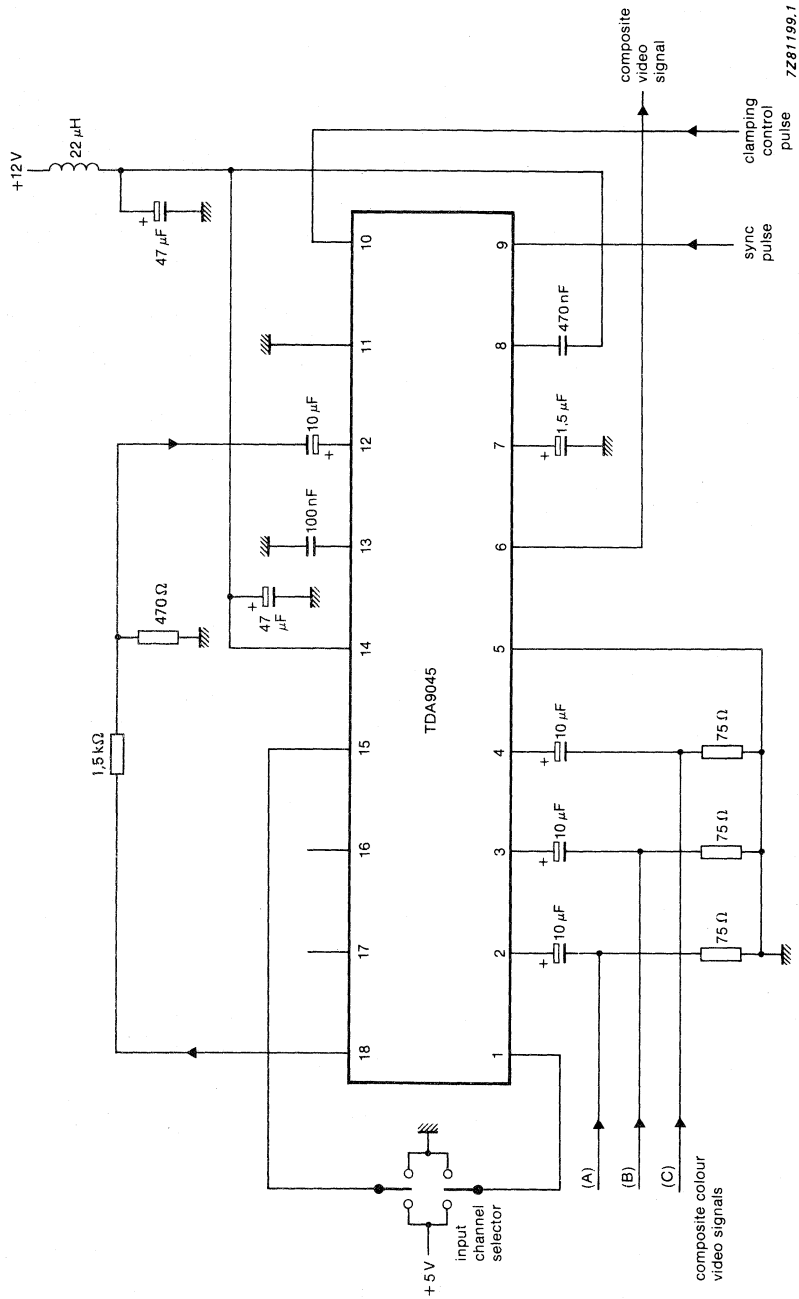 +12V
22 μH
+
47 μF
1,5 kΩ
470 Ω
+
47
μF
100nF
10 μF
+
18
17
16
15
14
13
12
11
10
TDA9045
1
2
3
4
5
6
7
8
9
+
10 μF
+
10 μF
+
10 μF
+
1,5 μF
470 nF
75 Ω
75 Ω
75 Ω
+5V
input
channel
selector
(A)
(B)
(C)
composite colour
video signals
sync
pulse
clamping
control
pulse
composite
video
signal
7Z81199.1